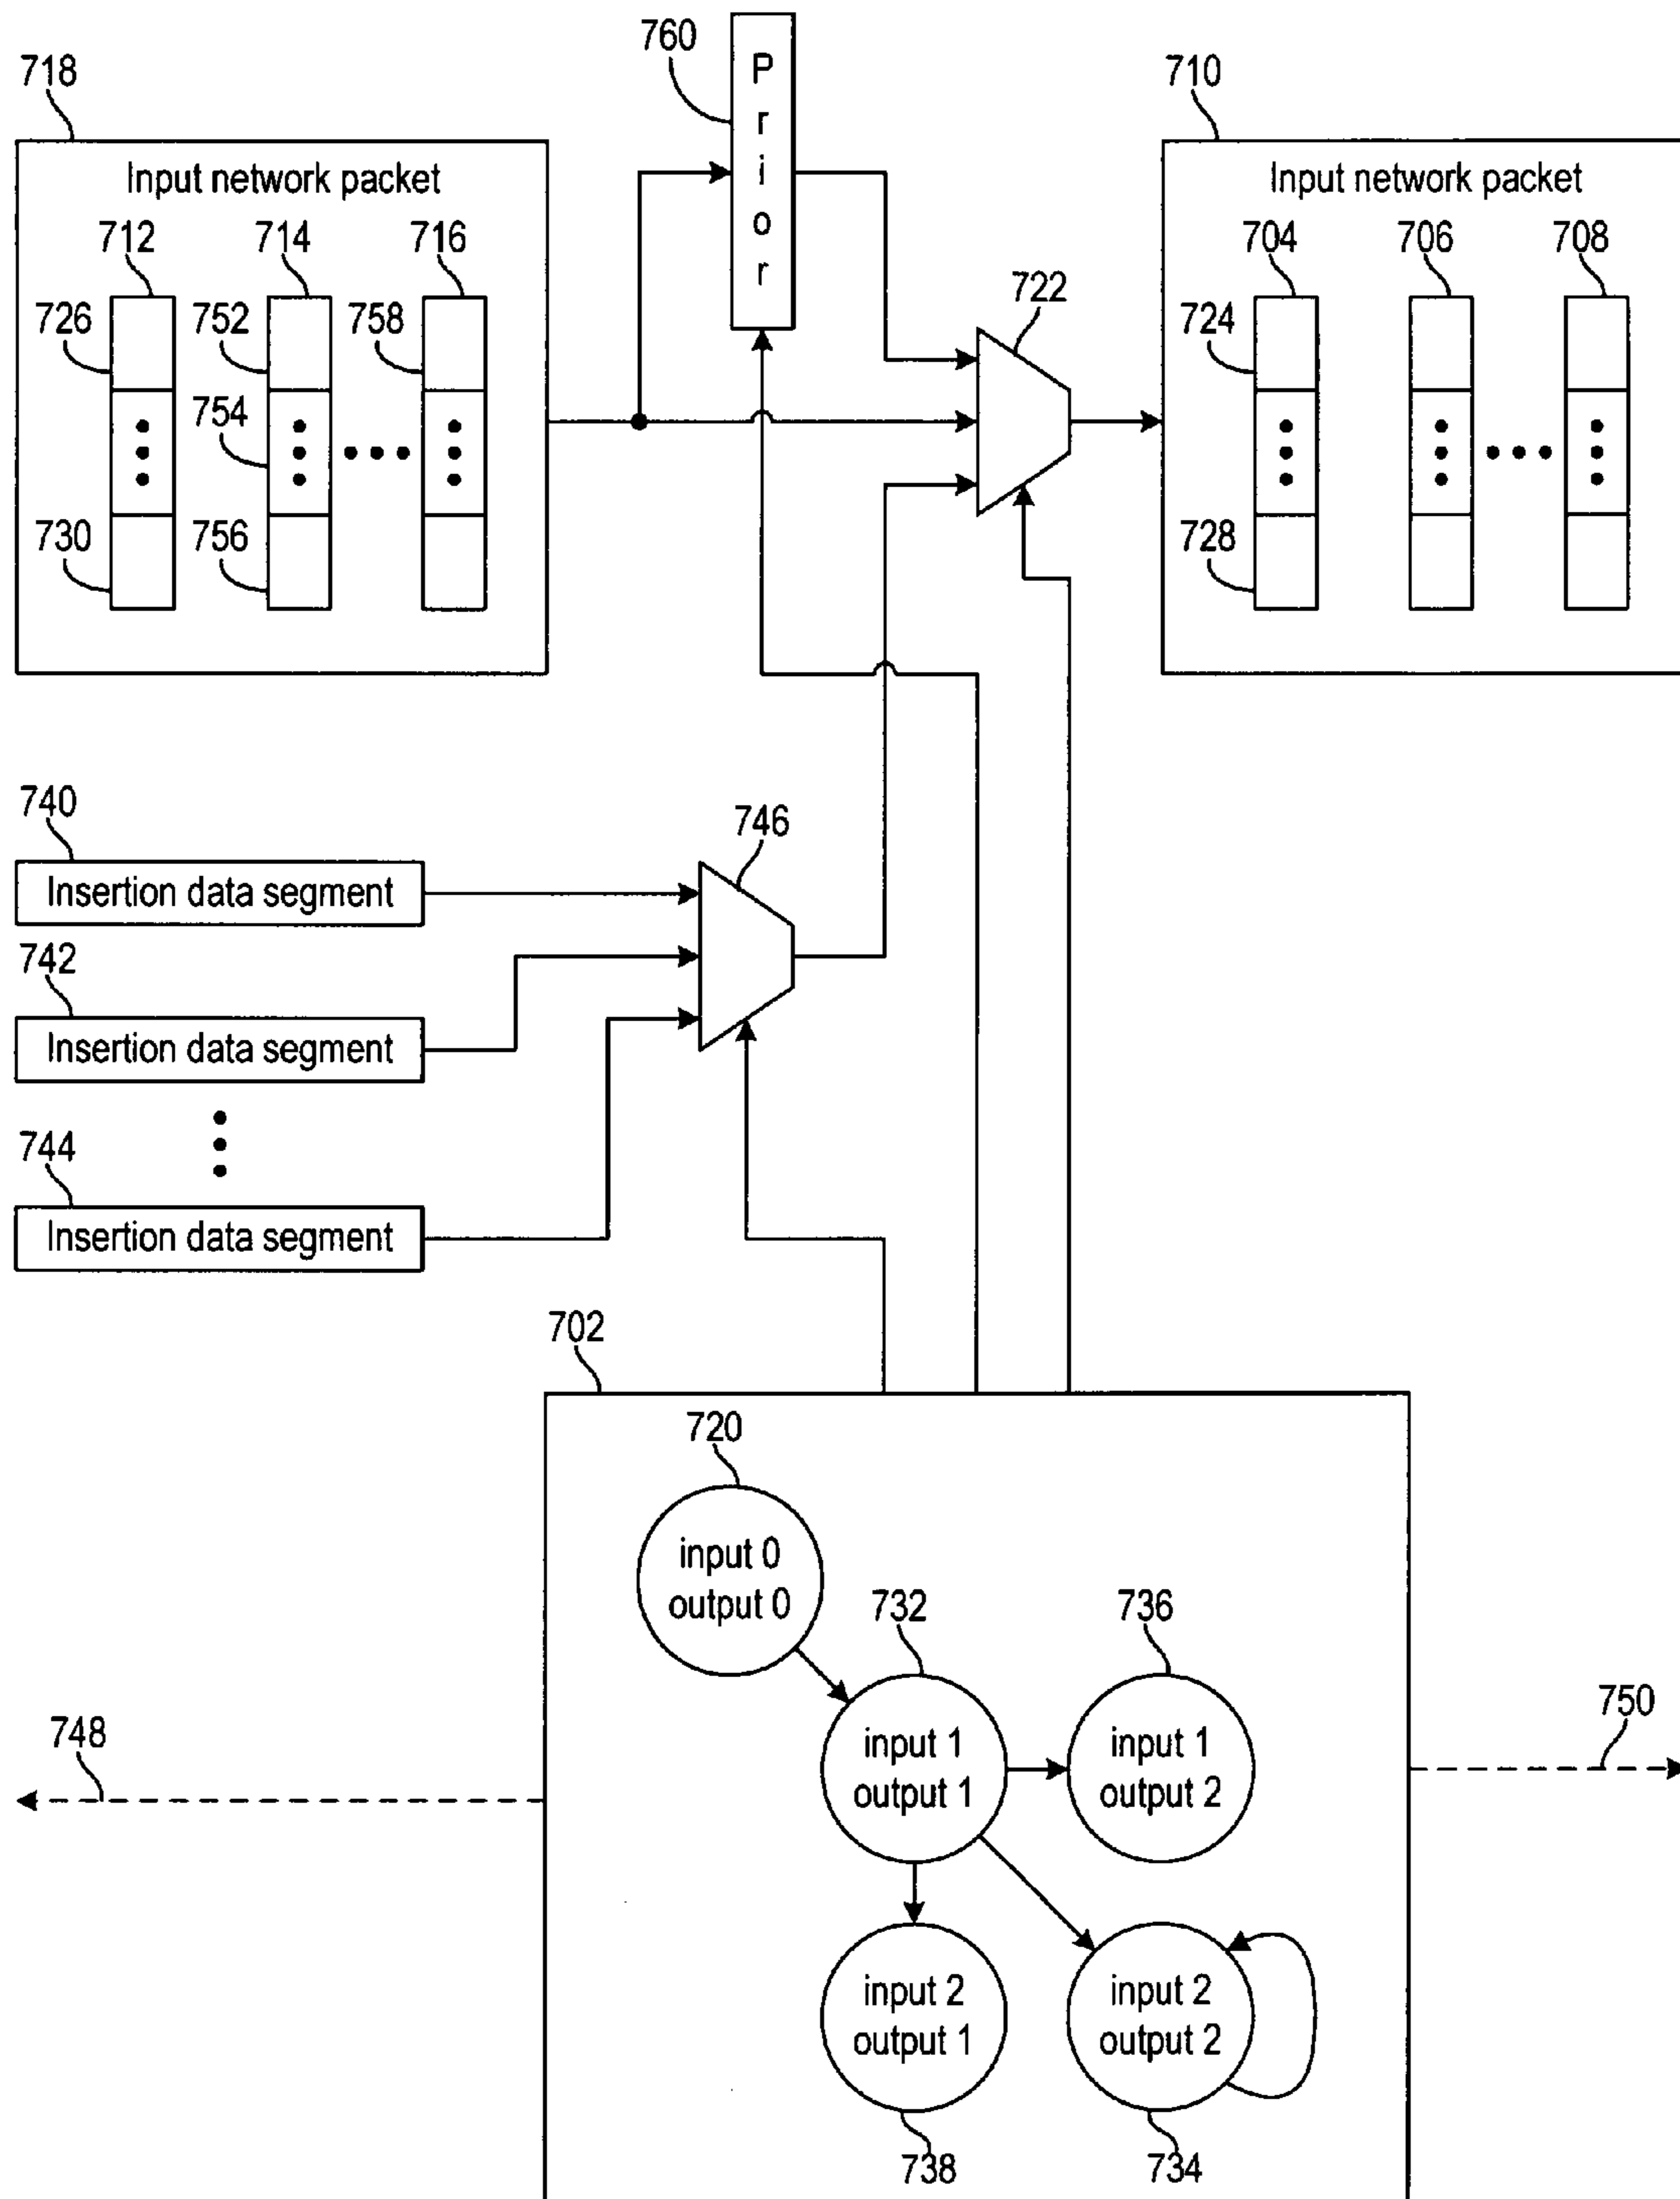 760
Prior
718
710
Input network packet
Input network packet
712
714
716
704
706
708
722
726
752
758
724
754
730
756
728
740
746
Insertion data segment
742
Insertion data segment
744
Insertion data segment
702
720
input 0
output 0
732
736
input 1
output 1
input 1
output 2
748
750
input 2
output 1
input 2
output 2
738
734